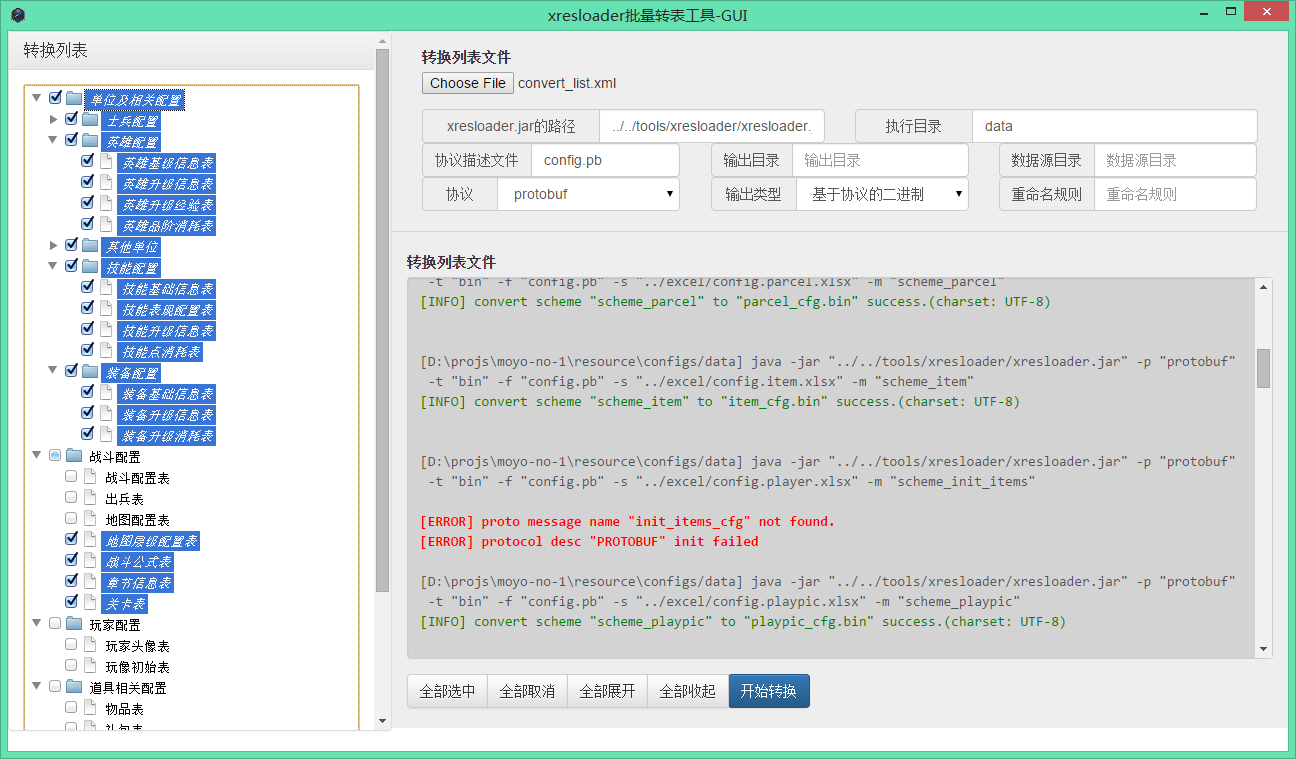 xresloader批量转表工具-GUI
转换列表
单位及相关配置
士兵配置
英雄配置
英雄基级信息表
英雄升级信息表
英雄升级经验表
英雄品阶消耗表
其他单位
技能配置
技能基础信息表
技能表现配置表
技能升级信息表
技能点消耗表
装备配置
装备基础信息表
装备升级信息表
装备升级消耗表
战斗配置
战斗配置表
出兵表
地图配置表
地图层级配置表
战斗公式表
章节信息表
关卡表
玩家配置
玩家头像表
玩像初始表
道具相关配置
物品表
礼包表
转换列表文件
Choose File convert_list.xml
xresloader.jar的路径 ../../tools/xresloader/xresloader. 执行目录 data
协议描述文件 config.pb 输出目录 输出目录 数据源目录 数据源目录
协议 protobuf 输出类型 基于协议的二进制 重命名规则 重命名规则
转换列表文件
-t "bin" -f "config.pb" -s "../excel/config.parcel.xlsx" -m "scheme_parcel"
[INFO] convert scheme "scheme_parcel" to "parcel_cfg.bin" success.(charset: UTF-8)
[D:\projs\moyo-no-1\resource\configs/data] java -jar "../../tools/xresloader/xresloader.jar" -p "protobuf"
-t "bin" -f "config.pb" -s "../excel/config.item.xlsx" -m "scheme_item"
[INFO] convert scheme "scheme_item" to "item_cfg.bin" success.(charset: UTF-8)
[D:\projs\moyo-no-1\resource\configs/data] java -jar "../../tools/xresloader/xresloader.jar" -p "protobuf"
-t "bin" -f "config.pb" -s "../excel/config.player.xlsx" -m "scheme_init_items"
[ERROR] proto message name "init_items_cfg" not found.
[ERROR] protocol desc "PROTOBUF" init failed
[D:\projs\moyo-no-1\resource\configs/data] java -jar "../../tools/xresloader/xresloader.jar" -p "protobuf"
-t "bin" -f "config.pb" -s "../excel/config.playpic.xlsx" -m "scheme_playpic"
[INFO] convert scheme "scheme_playpic" to "playpic_cfg.bin" success.(charset: UTF-8)
全部选中 全部取消 全部展开 全部收起 开始转换